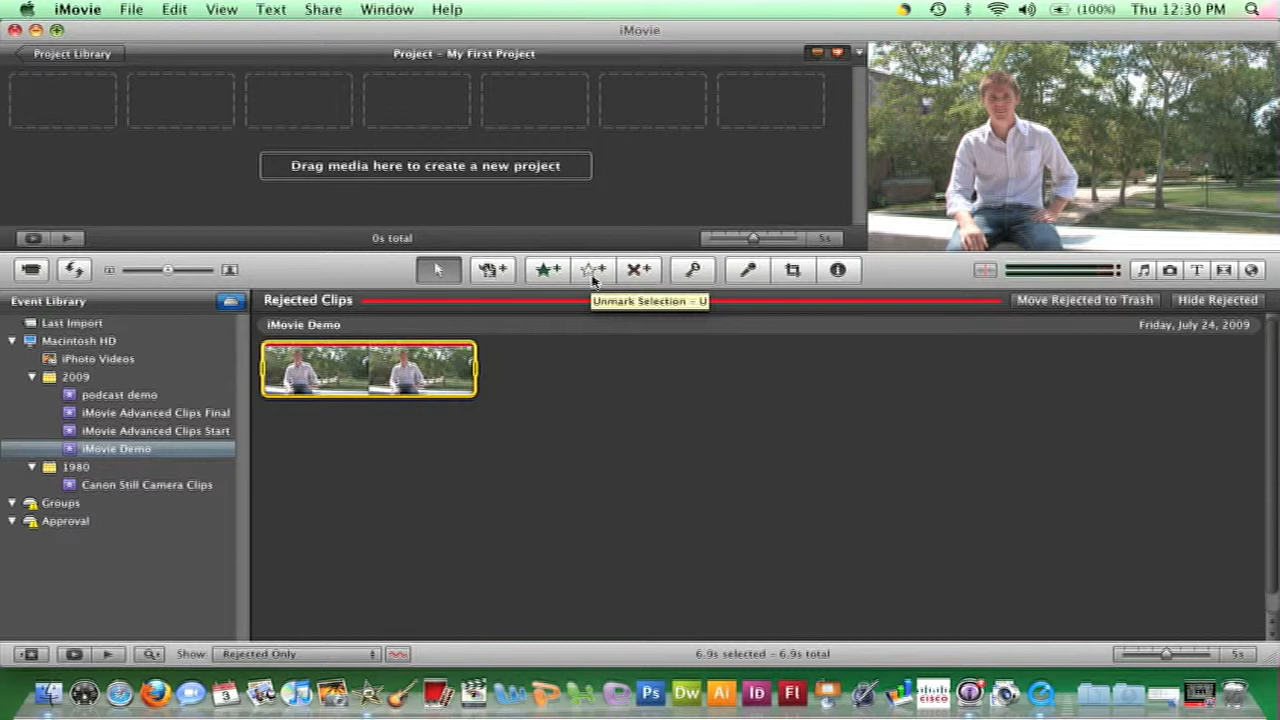 iMovie File Edit View Text Share Window Help (100%) Thu 12:30 PM
iMovie
Project Library Project - My First Project
Drag media here to create a new project
0s total 5s
Unmark Selection - U
Event Library Rejected Clips Move Rejected to Trash Hide Rejected
Last Import iMovie Demo Friday, July 24, 2009
Macintosh HD
iPhoto Videos
2009
podcast demo
iMovie Advanced Clips Final
iMovie Advanced Clips Start
iMovie Demo
1980
Canon Still Camera Clips
Groups
Approval
Show: Rejected Only 6.9s selected - 6.9s total 5s
3 Ps Dw Ai Id Fl CISCO